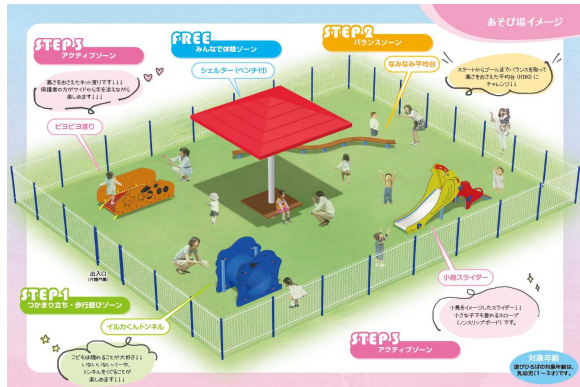 あそび場イメージ
STEP3
アクティブゾーン
高さをおさえたネット渡りです!!!
保護者の方がサイドから手を添えながら
楽しめます!!!
ピヨピヨ渡り
FREE
みんなで休憩ゾーン
シェルター(ベンチ付)
STEP2
バランスゾーン
なみなみ平均台
スタートからゴールまでバランスを取って
高さをおさえた平均台
チャレンジ!!
出入口
STEP1
つかまり立ち・歩行遊びゾーン
イルカくんトンネル
こどもは隠れることが大好き!!
いないいないバーや、
トンネルをくぐることが
楽しめます!!!
小鳥スライダー
小鳥をイメージしたスライダー!!
小さな子でも登れるスロープ
(ノンスリップボード)です。
STEP3
アクティブゾーン
対象年齢
遊びひろばの対象年齢は、
乳幼児(1~3才)です。